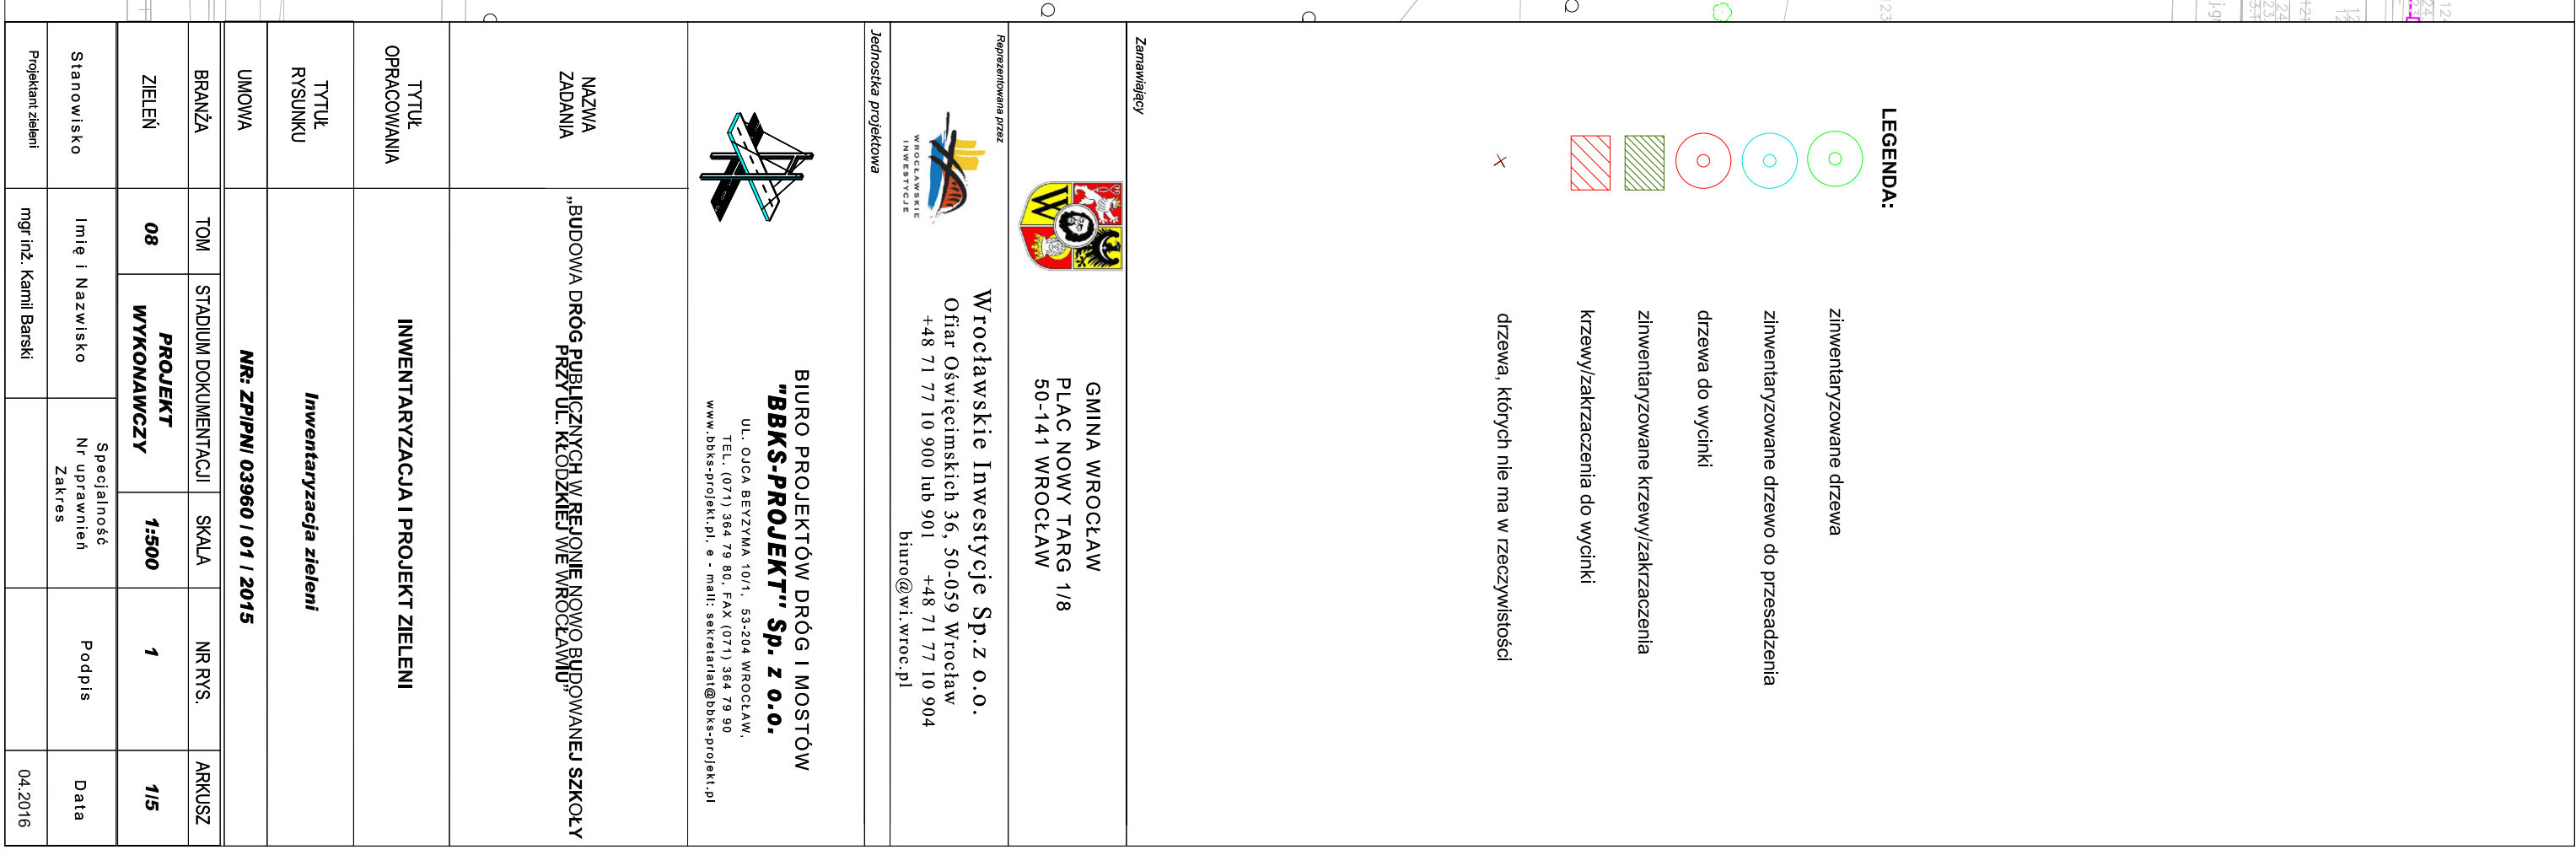 LEGENDA:
zinwentaryzowane drzewa
zinwentaryzowane drzewo do przesadzenia
drzewa do wycinki
zinwentaryzowane krzewy/zakrzaczenia
krzewy/zakrzaczenia do wycinki
drzewa, których nie ma w rzeczywistości
Zamawiający
GMINA WROCŁAW
PLAC NOWY TARG 1/8
50-141 WROCŁAW
Reprezentowana przez
WROCŁAWSKIE
INWESTYCJE
Wrocławskie Inwestycje Sp.z o.o.
Ofiar Oświęcimskich 36, 50-059 Wrocław
+48 71 77 10 900 lub 901 +48 71 77 10 904
biuro@wi.wroc.pl
Jednostka projektowa
BIURO PROJEKTÓW DRÓG I MOSTÓW
"BBKS-PROJEKT" Sp. z o.o.
UL. OJCA BEYZYMA 10/1, 53-204 WROCŁAW,
TEL. (071) 364 79 80, FAX (071) 364 79 90
www.bbks-projekt.pl, e - mail: sekretariat@bbks-projekt.pl
NAZWA
ZADANIA
„BUDOWA DRÓG PUBLICZNYCH W REJONIE NOWO BUDOWANEJ SZKOŁY
PRZY UL. KŁODZKIEJ WE WROCŁAWIU”
TYTUŁ
OPRACOWANIA
INWENTARYZACJA I PROJEKT ZIELENI
TYTUŁ
RYSUNKU
Inwentaryzacja zieleni
UMOWA
NR: ZP/PNI 03960 / 01 / 2015
BRANŻA TOM STADIUM DOKUMENTACJI SKALA NR RYS. ARKUSZ
ZIELEŃ 08 PROJEKT
WYKONAWCZY 1:500 1 1/5
Stanowisko Imię i Nazwisko Specjalność
Nr uprawnień
Zakres Podpis Data
Projektant zieleni mgr inż. Kamil Barski 04.2016